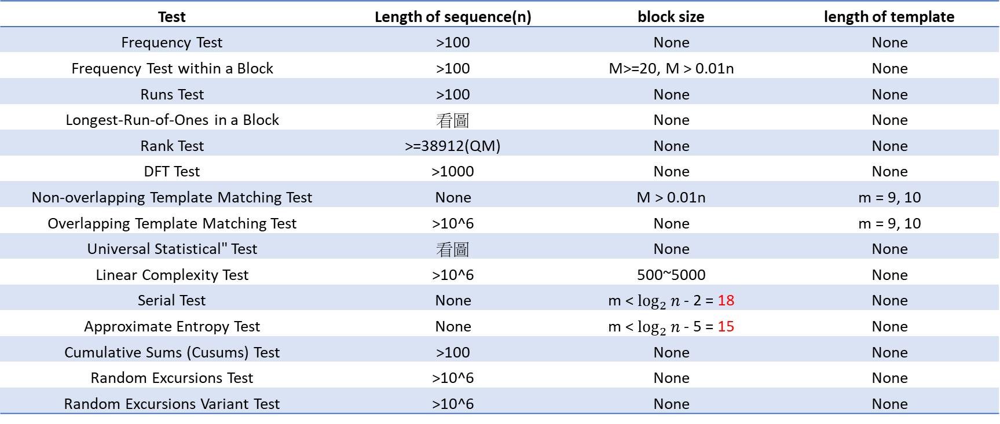 Test Length of sequence(n) block size length of template
Frequency Test >100 None None
Frequency Test within a Block >100 M>=20, M > 0.01n None
Runs Test >100 None None
Longest-Run-of-Ones in a Block 看圖 None None
Rank Test >=38912(QM) None None
DFT Test >1000 None None
Non-overlapping Template Matching Test None M > 0.01n m = 9, 10
Overlapping Template Matching Test >10^6 None m = 9, 10
Universal Statistical" Test 看圖 None None
Linear Complexity Test >10^6 500~5000 None
Serial Test None m < log₂ n - 2 = 18 None
Approximate Entropy Test None m < log₂ n - 5 = 15 None
Cumulative Sums (Cusums) Test >100 None None
Random Excursions Test >10^6 None None
Random Excursions Variant Test >10^6 None None